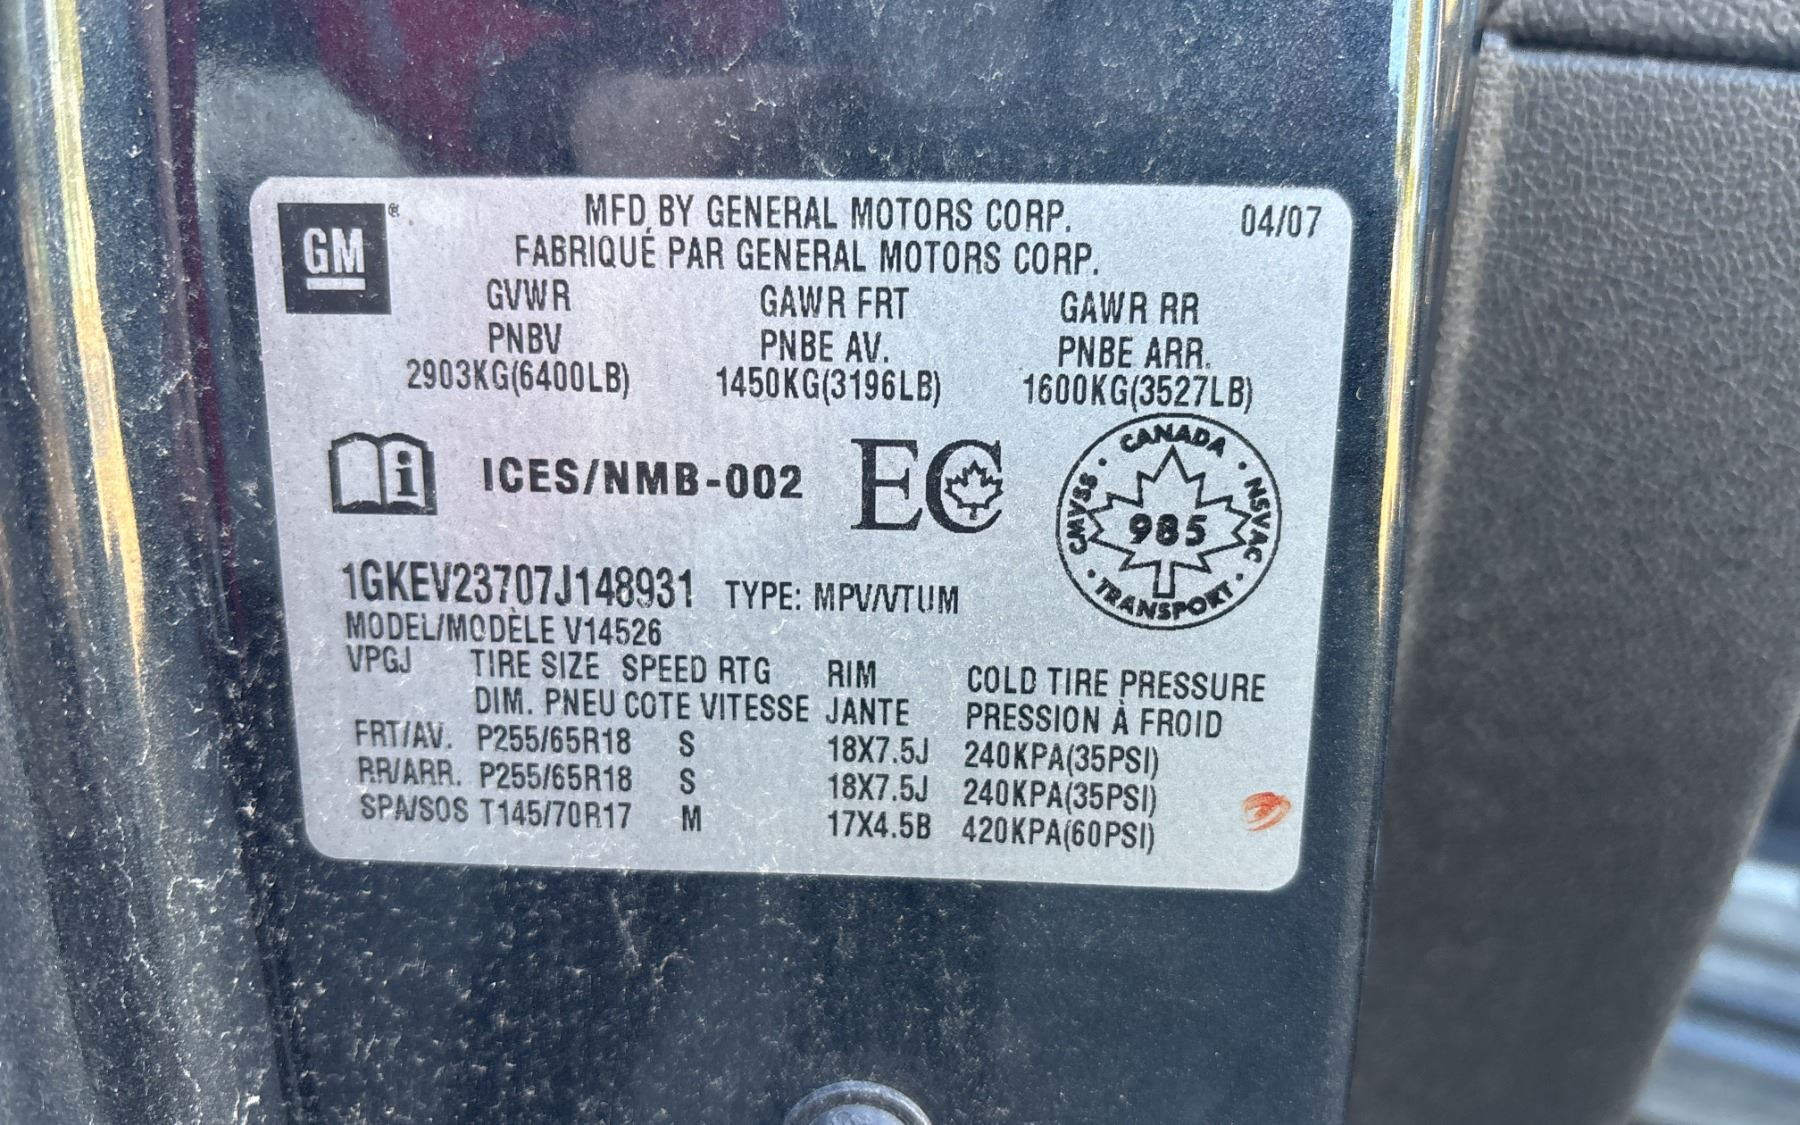 GM®
MFD BY GENERAL MOTORS CORP. 04/07
FABRIQUÉ PAR GENERAL MOTORS CORP.
GVWR GAWR FRT GAWR RR
PNBV PNBE AV. PNBE ARR.
2903KG(6400LB) 1450KG(3196LB) 1600KG(3527LB)
i ICES/NMB-002 EC
CANADA
CMVSS 985 NSVAC
TRANSPORT
1GKEV23707J148931 TYPE: MPV/VTUM
MODEL/MODÈLE V14526
VPGJ TIRE SIZE SPEED RTG RIM COLD TIRE PRESSURE
DIM. PNEU COTE VITESSE JANTE PRESSION À FROID
FRT/AV. P255/65R18 S 18X7.5J 240KPA(35PSI)
RR/ARR. P255/65R18 S 18X7.5J 240KPA(35PSI)
SPA/SOS T145/70R17 M 17X4.5B 420KPA(60PSI)